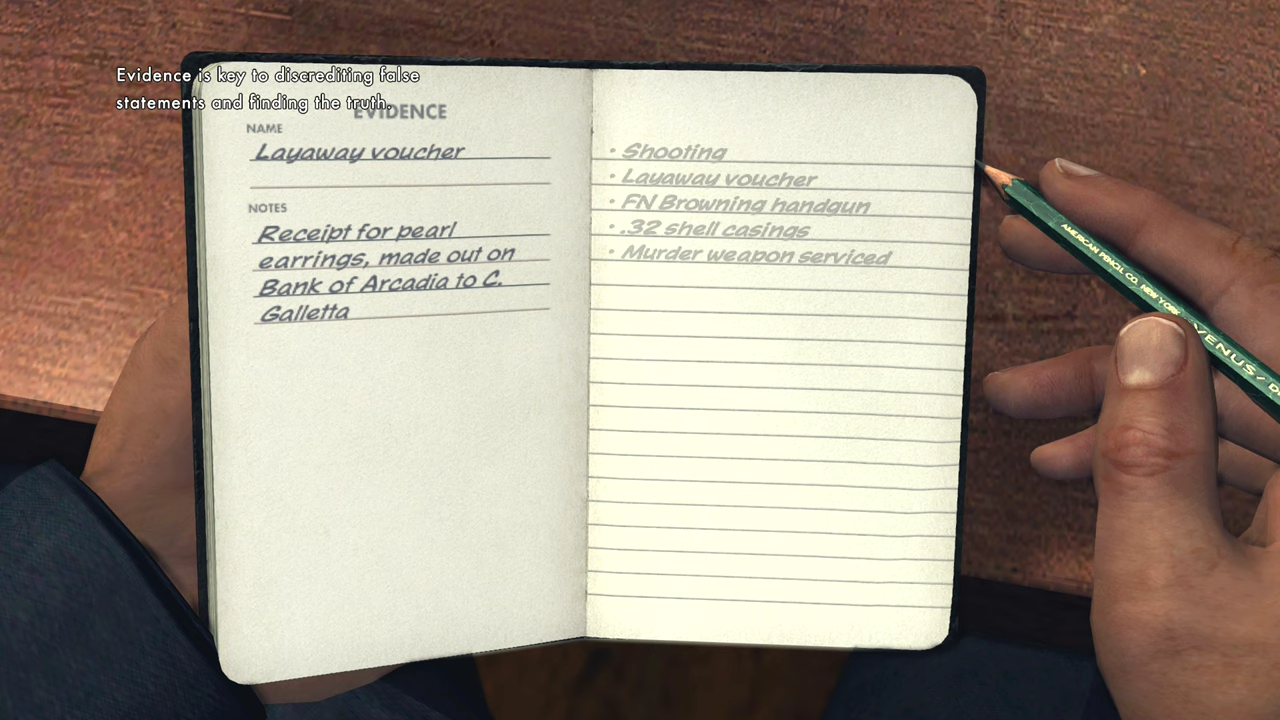 Evidence is key to discrediting false
statements and finding the truth.
EVIDENCE
NAME
Layaway voucher
NOTES
Receipt for pearl
earrings, made out on
Bank of Arcadia to C.
Galletta
• Shooting
• Layaway voucher
• FN Browning handgun
• .32 shell casings
• Murder weapon serviced
AMERICAN PENCIL CO. NEW YORK
VENUS